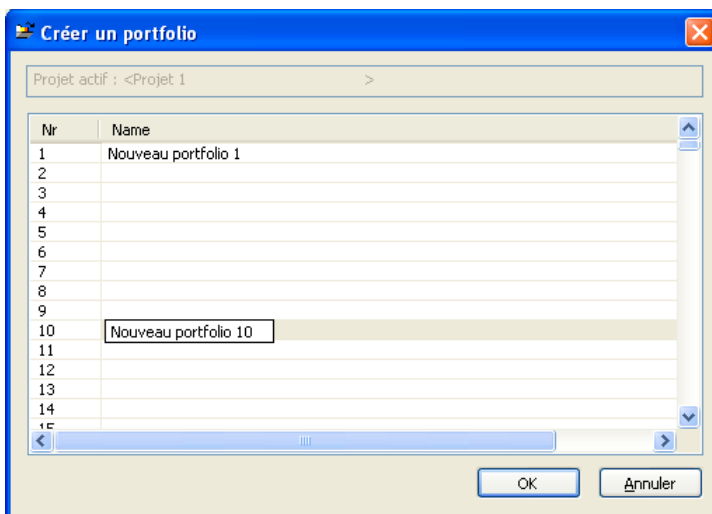 Créer un portfolio
Projet actif : <Projet 1 >
Nr Name
1 Nouveau portfolio 1
2
3
4
5
6
7
8
9
10 Nouveau portfolio 10
11
12
13
14
15
OK Annuler